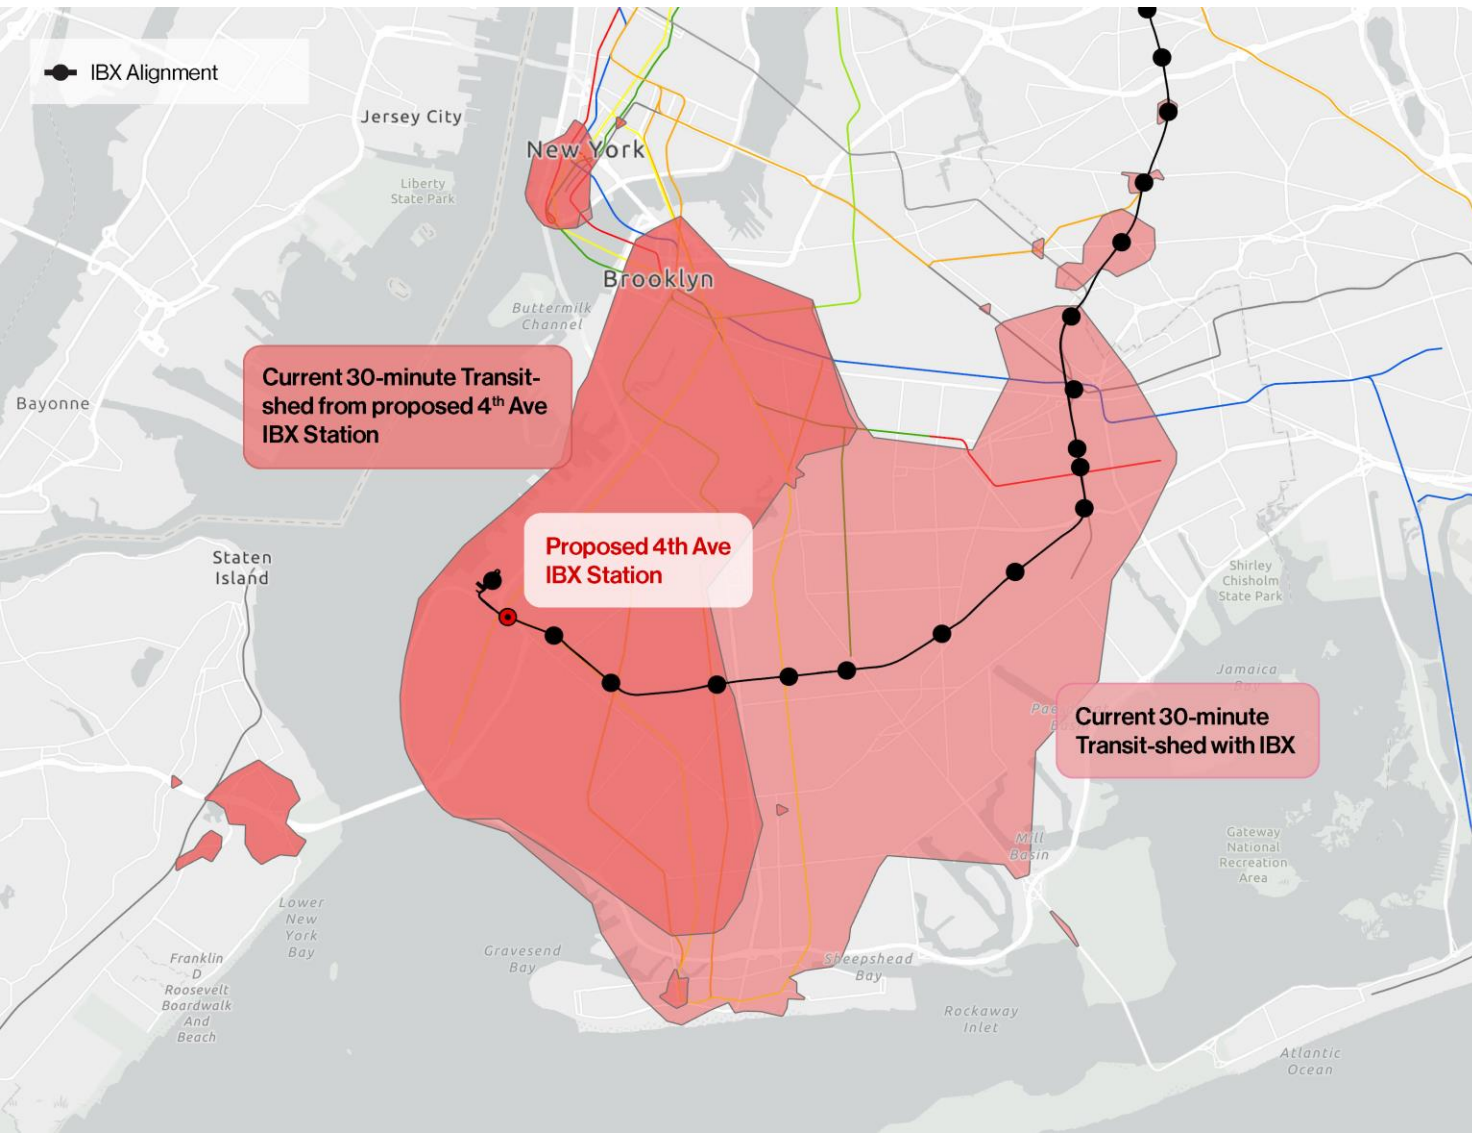 IBX Alignment
Jersey City
New York
Liberty
State Park
Brooklyn
Buttermilk
Channel
Current 30-minute Transit-
shed from proposed 4th Ave
IBX Station
Bayonne
Proposed 4th Ave
IBX Station
Staten
Island
Shirley
Chisholm
State Park
Jamaica
Current 30-minute
Transit-shed with IBX
Mill
Basin
Gateway
National
Recreation
Area
Lower
New
York
Bay
Gravesend
Bay
Sheepshead
Bay
Franklin
D
Roosevelt
Boardwalk
And
Beach
Rockaway
Inlet
Atlantic
Ocean